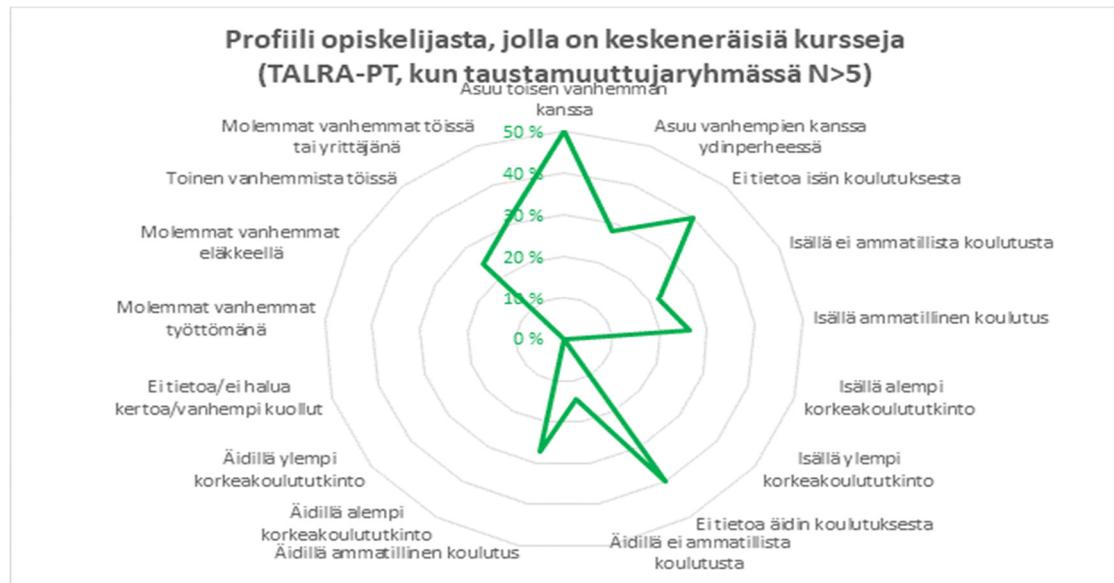 Profiili opiskelijasta, jolla on keskeneräisiä kursseja
(TALRA-PT, kun taustamuuttujaryhmässä N>5)
Asuu toisen vanhemman
kanssa
Asuu vanhempien kanssa
ydinperheessä
Ei tietoa isän koulutuksesta
Isällä ei ammatillista koulutusta
Isällä ammatillinen koulutus
Isällä alempi
korkeakoulututkinto
Isällä ylempi
korkeakoulututkinto
Ei tietoa äidin koulutuksesta
Äidillä ei ammatillista
koulutusta
Äidillä ammatillinen koulutus
Äidillä alempi
korkeakoulututkinto
Äidillä ylempi
korkeakoulututkinto
Ei tietoa/ei halua
kertoa/vanhempi kuollut
Molemmat vanhemmat
työttömänä
Molemmat vanhemmat
eläkkeellä
Toinen vanhemmista töissä
Molemmat vanhemmat töissä
tai yrittäjänä
50 %
40 %
30 %
20 %
10 %
0 %